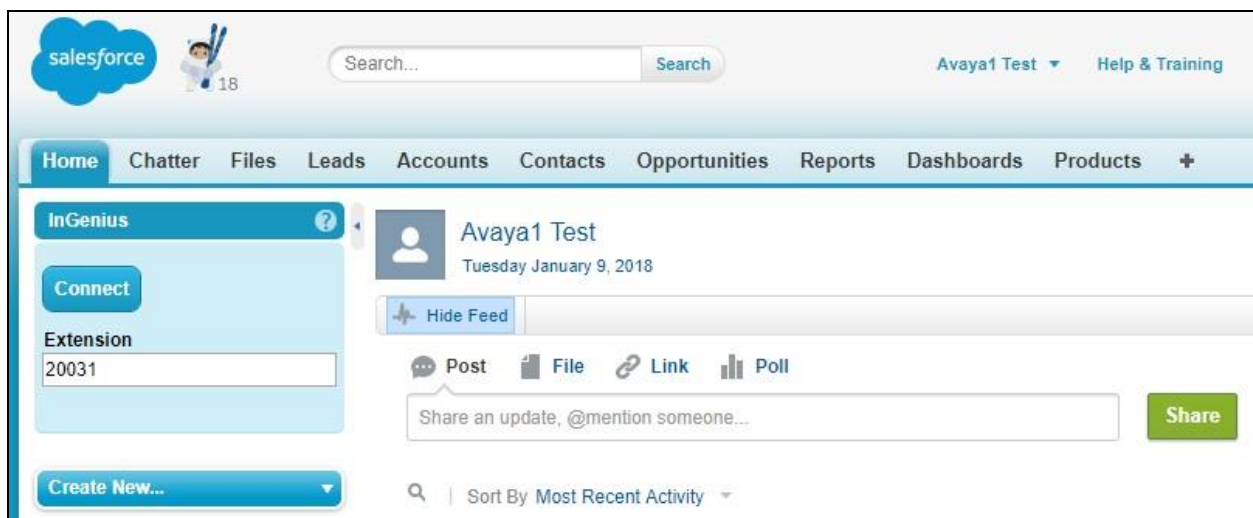 salesforce
18
Search...
Search
Avaya1 Test
Help & Training
Home Chatter Files Leads Accounts Contacts Opportunities Reports Dashboards Products +
InGenius ?
Connect
Extension
20031
Create New...
Avaya1 Test
Tuesday January 9, 2018
Hide Feed
Post File Link Poll
Share an update, @mention someone...
Share
Sort By Most Recent Activity